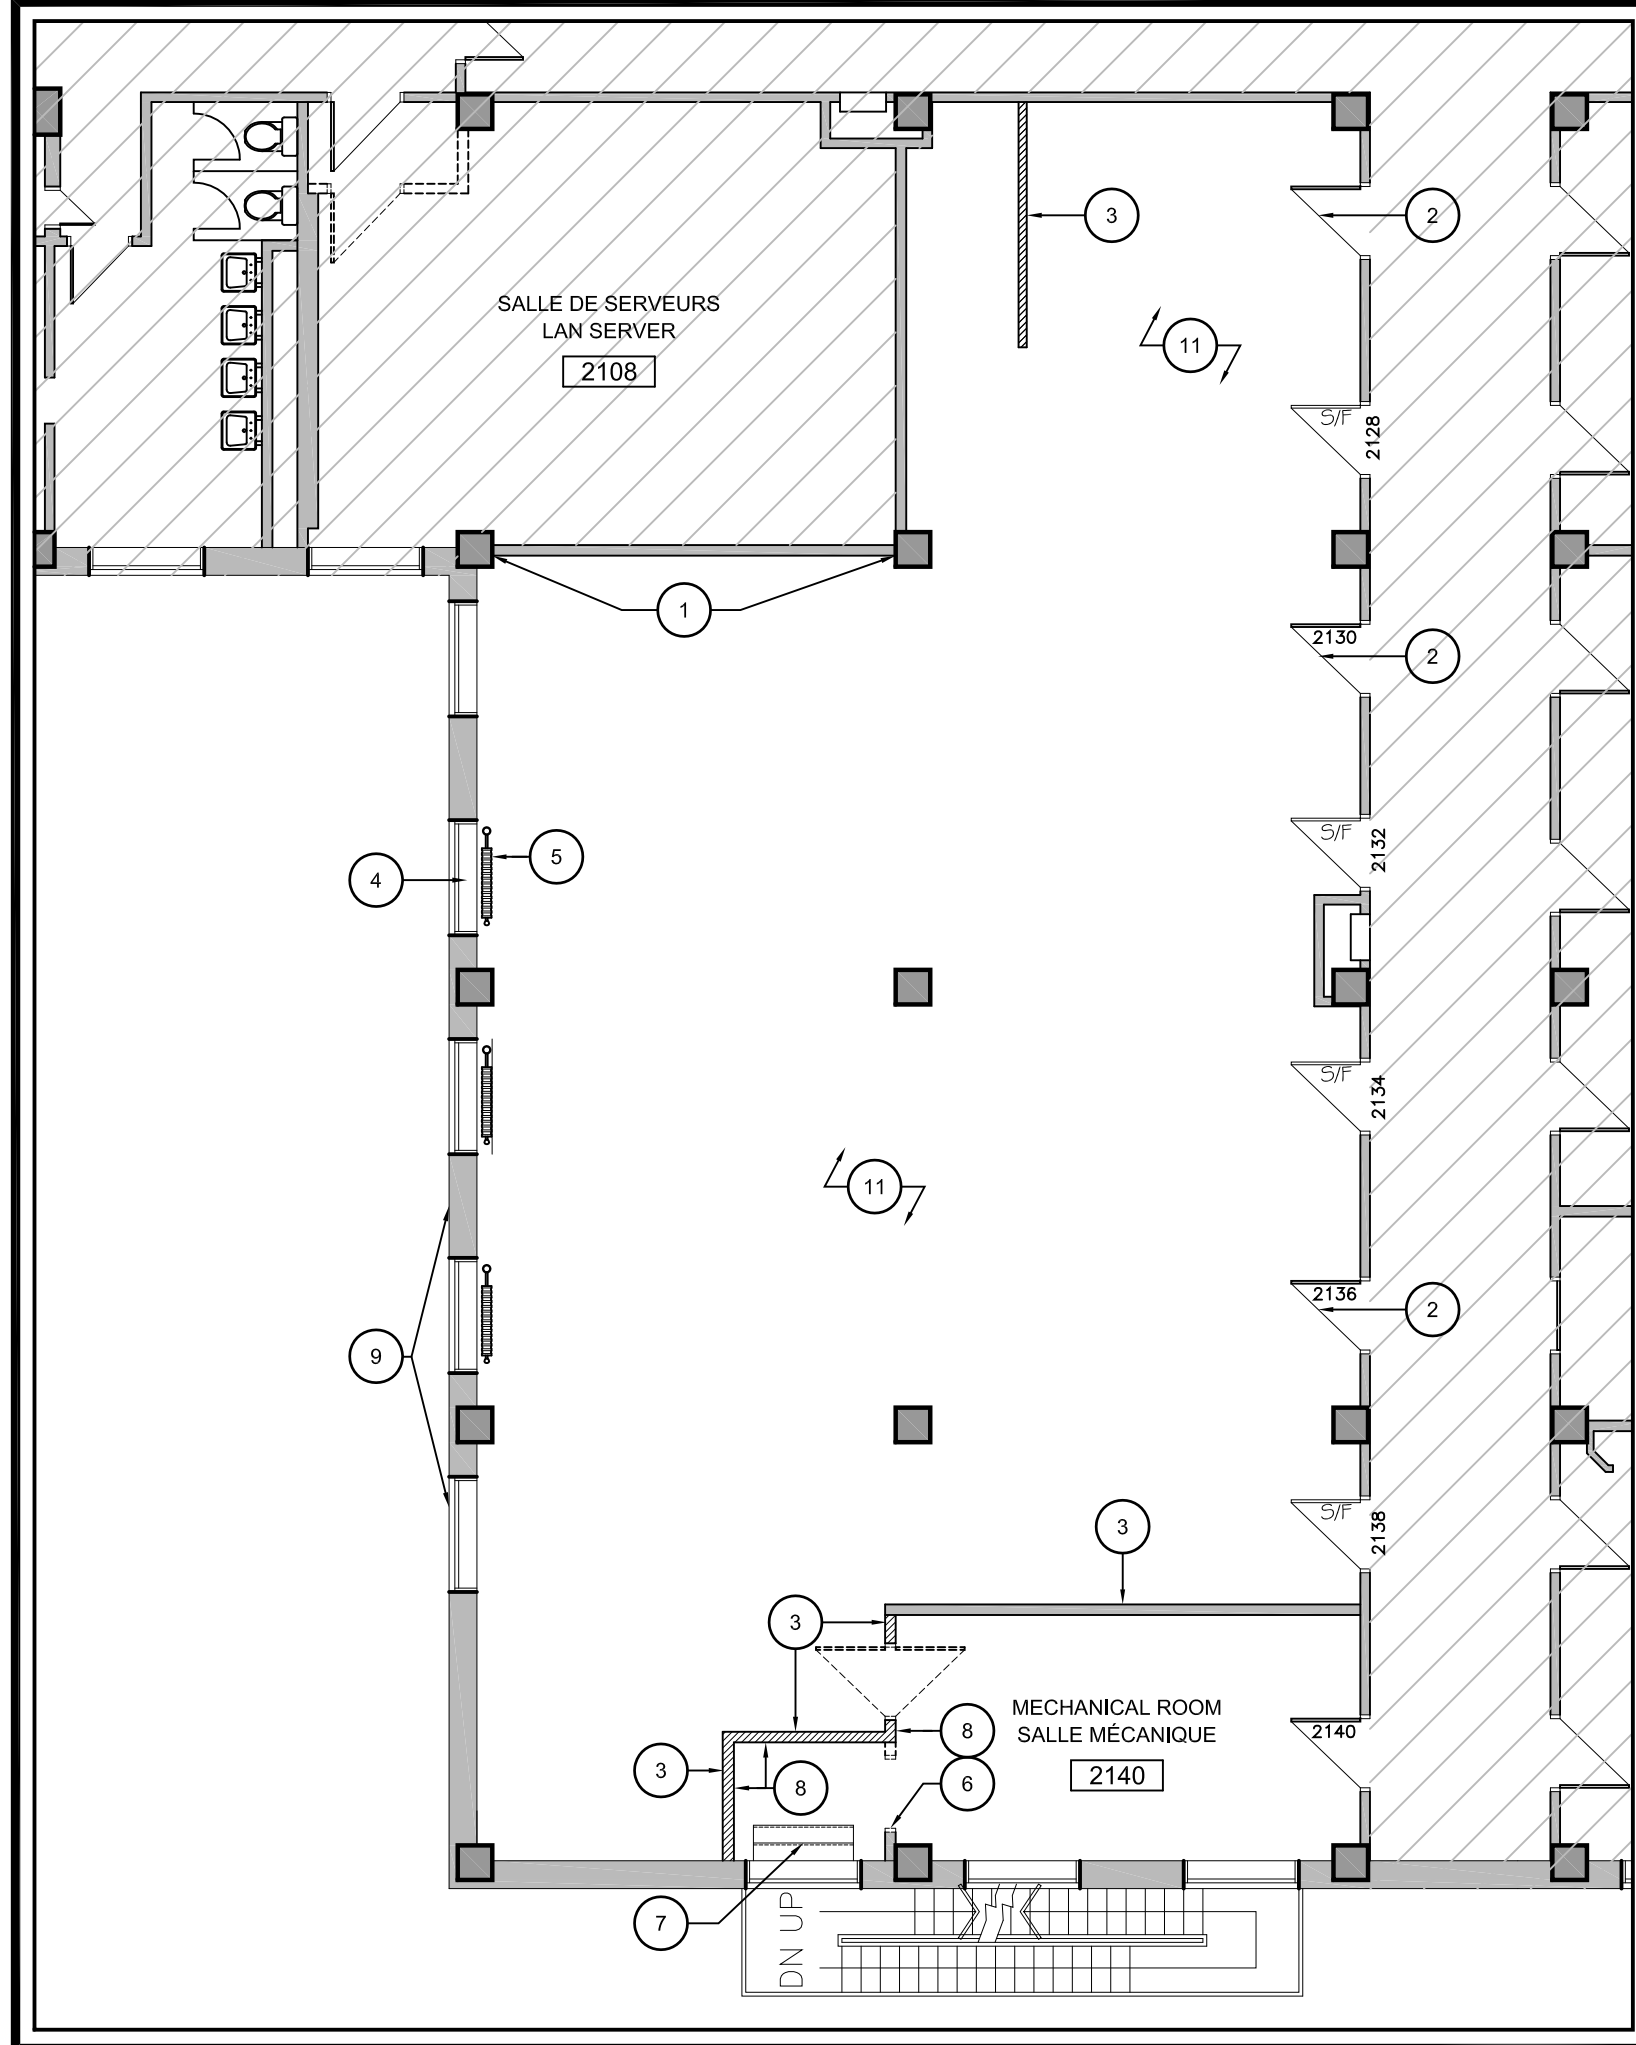 3
2
SALLE DE SERVEURS
LAN SERVER
2108
11
S/F
2128
1
2130
2
S/F
2132
5
4
S/F
2134
11
2136
2
9
S/F
2138
3
3
MECHANICAL ROOM
SALLE MÉCANIQUE
2140
8
2140
3
8
6
7
DN UP